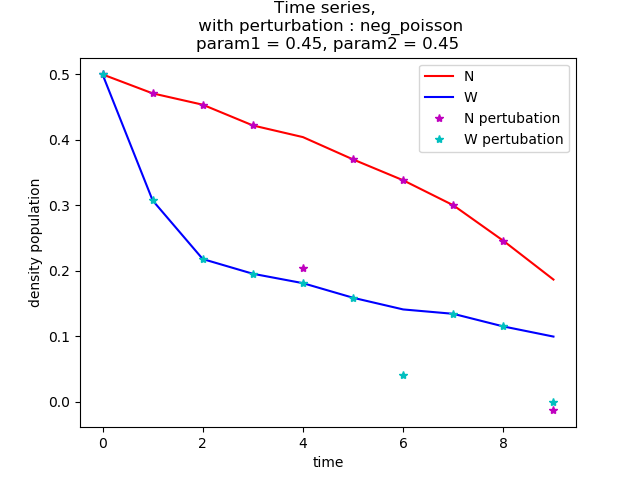 Time series,
with perturbation : neg_poisson
param1 = 0.45, param2 = 0.45
N
W
N pertubation
W pertubation
density population
0.5
0.4
0.3
0.2
0.1
0.0
0 2 4 6 8
time